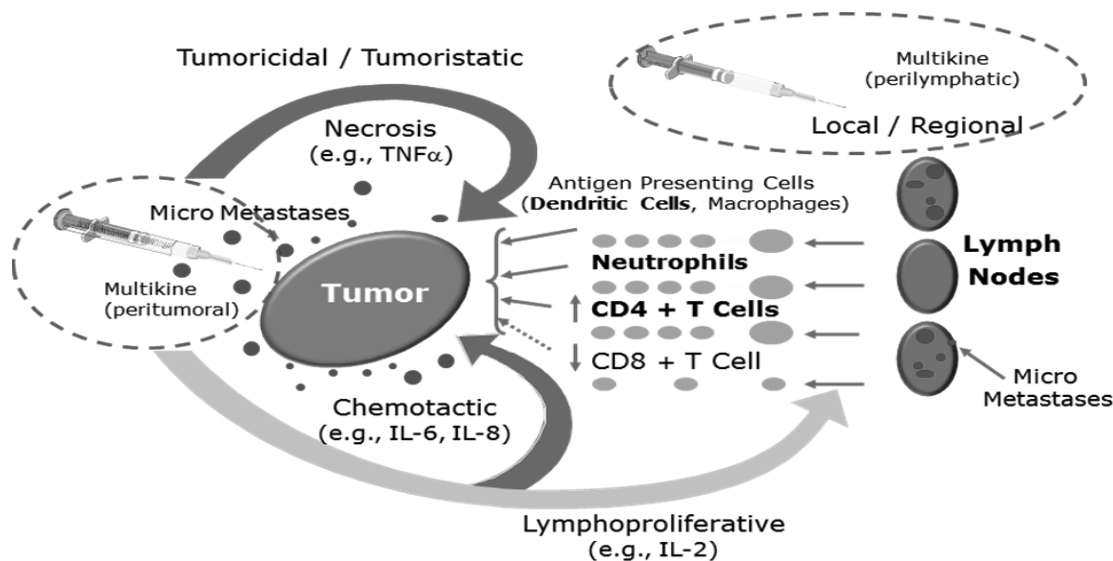 Tumoricidal / Tumoristatic
Multikine
(perilymphatic)
Local / Regional
Necrosis
(e.g., TNFα)
Antigen Presenting Cells
(Dendritic Cells, Macrophages)
Micro Metastases
Neutrophils
Lymph
Nodes
Multikine
(peritumoral)
Tumor
CD4 + T Cells
CD8 + T Cell
Micro
Metastases
Chemotactic
(e.g., IL-6, IL-8)
Lymphoproliferative
(e.g., IL-2)